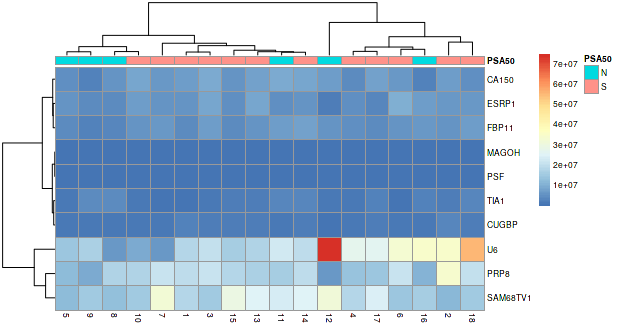 PSA50
CA150
ESRP1
FBP11
MAGOH
PSF
TIA1
CUGBP
U6
PRP8
SAM68TV1
5 9 8 10 7 1 3 15 13 11 14 12 4 17 6 16 2 18
7e+07
6e+07
5e+07
4e+07
3e+07
2e+07
1e+07
PSA50
N
S